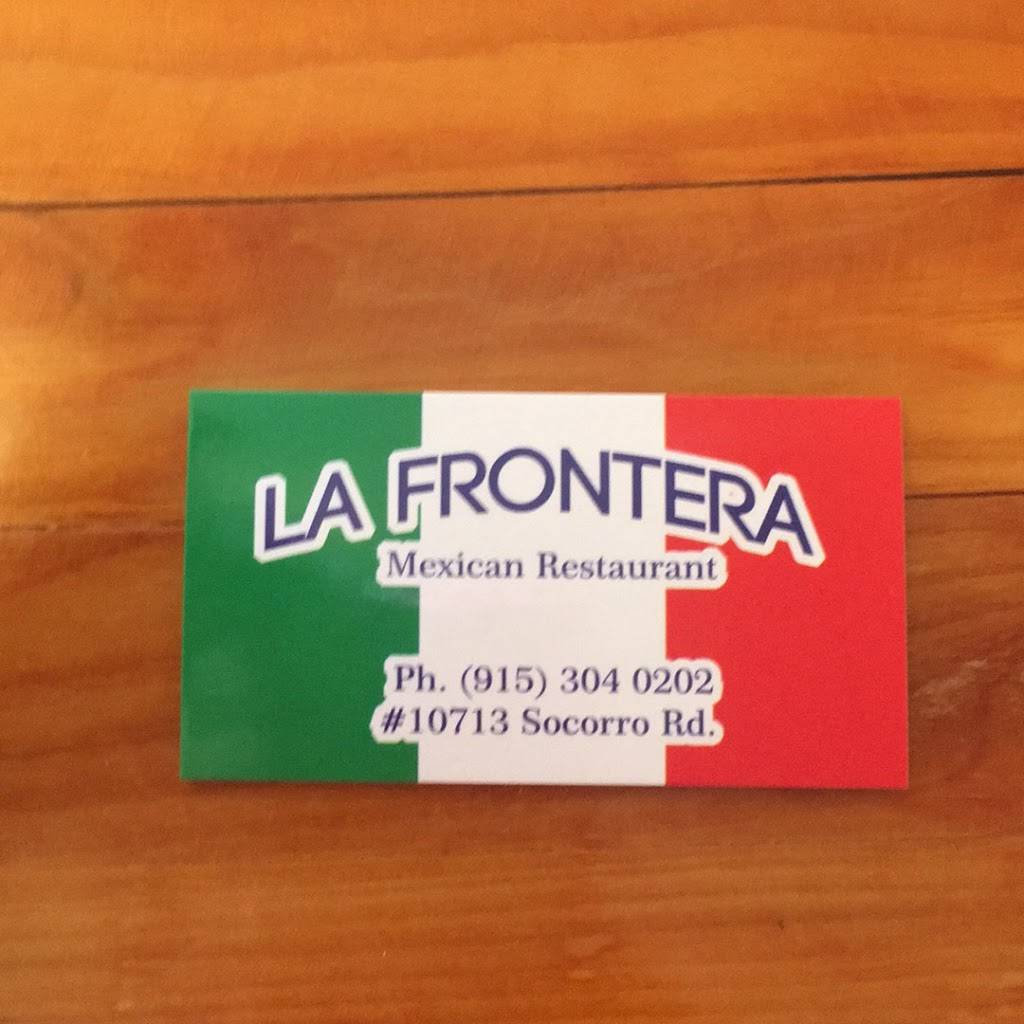 LA FRONTERA
Mexican Restaurant
Ph. (915) 304 0202
#10713 Socorro Rd.